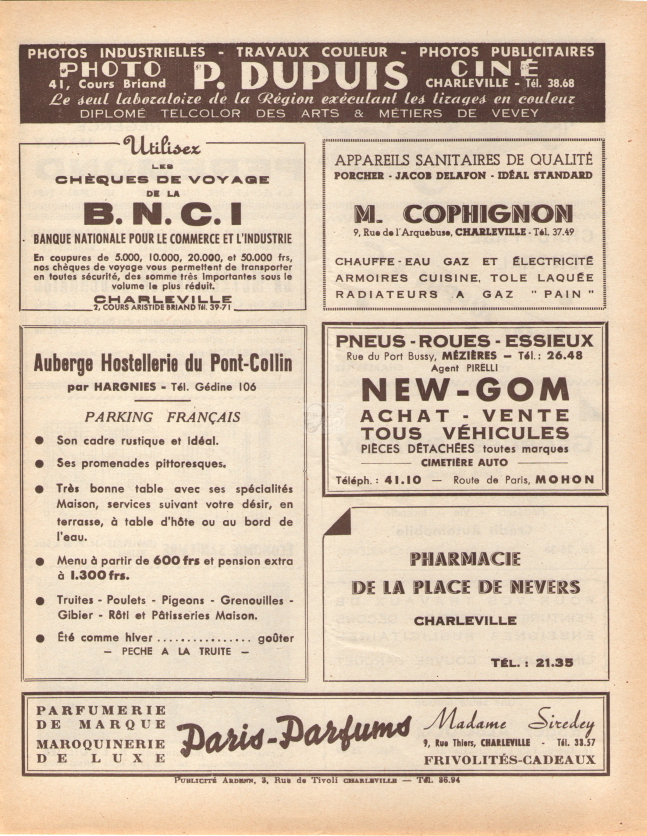 PHOTOS INDUSTRIELLES - TRAVAUX COULEUR - PHOTOS PUBLICITAIRES
PHOTO P. DUPUIS CINÉ
41, Cours Briand CHARLEVILLE - Tél. 38.68
Le seul laboratoire de la Région exécutant les tirages en couleur
DIPLOMÉ TELCOLOR DES ARTS & MÉTIERS DE VEVEY
Utilisez
LES
CHÈQUES DE VOYAGE
DE LA
B.N.C.I
BANQUE NATIONALE POUR LE COMMERCE ET L'INDUSTRIE
En coupures de 5.000, 10.000, 20.000, et 50.000 frs,
nos chèques de voyage vous permettent de transporter
en toutes sécurité, des somme très importantes sous le
volume le plus réduit.
CHARLEVILLE
2, COURS ARISTIDE BRIAND Tél. 39-71
APPAREILS SANITAIRES DE QUALITÉ
PORCHER - JACOB DELAFON - IDÉAL STANDARD
M. COPHIGNON
9, Rue de l'Arquebuse, CHARLEVILLE - Tél. 37.49
CHAUFFE-EAU GAZ ET ÉLECTRICITÉ
ARMOIRES CUISINE, TOLE LAQUÉE
RADIATEURS A GAZ "PAIN"
Auberge Hostellerie du Pont-Collin
par HARGNIES - Tél. Gédine 106
PARKING FRANÇAIS
● Son cadre rustique et idéal.
● Ses promenades pittoresques.
● Très bonne table avec ses spécialités
Maison, services suivant votre désir, en
terrasse, à table d'hôte ou au bord de
l'eau.
● Menu à partir de 600 frs et pension extra
à 1.300 frs.
● Truites - Poulets - Pigeons - Grenouilles -
Gibier - Rôti et Pâtisseries Maison.
● Été comme hiver ................ goûter
— PECHE A LA TRUITE —
PNEUS - ROUES - ESSIEUX
Rue du Port Bussy, MÉZIÈRES — Tél.: 26.48
Agent PIRELLI
NEW-GOM
ACHAT - VENTE
TOUS VÉHICULES
PIÈCES DÉTACHÉES toutes marques
CIMETIÈRE AUTO
Téléph.: 41.10 — Route de Paris, MOHON
PHARMACIE
DE LA PLACE DE NEVERS
CHARLEVILLE
TÉL.: 21.35
PARFUMERIE
DE MARQUE
MAROQUINERIE
DE LUXE
Paris-Parfums
Madame Siredey
9, Rue Thiers, CHARLEVILLE - Tél. 33.57
FRIVOLITÉS-CADEAUX
PUBLICITÉ ARDENN, 3, Rue de Tivoli CHARLEVILLE — Tél. 36.94